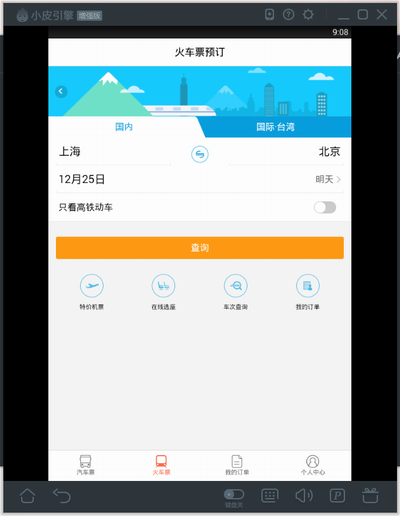 小皮引擎 增强版
9:08
火车票预订
国内 国际·台湾
上海 北京
12月25日 明天
只看高铁动车
查询
特价机票 在线选座 车次查询 我的订单
汽车票 火车票 我的订单 个人中心